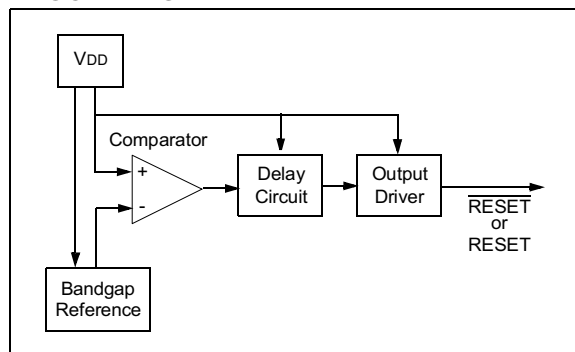 VDD
Comparator
+
-
Delay
Circuit
Output
Driver
RESET
or
RESET
Bandgap
Reference